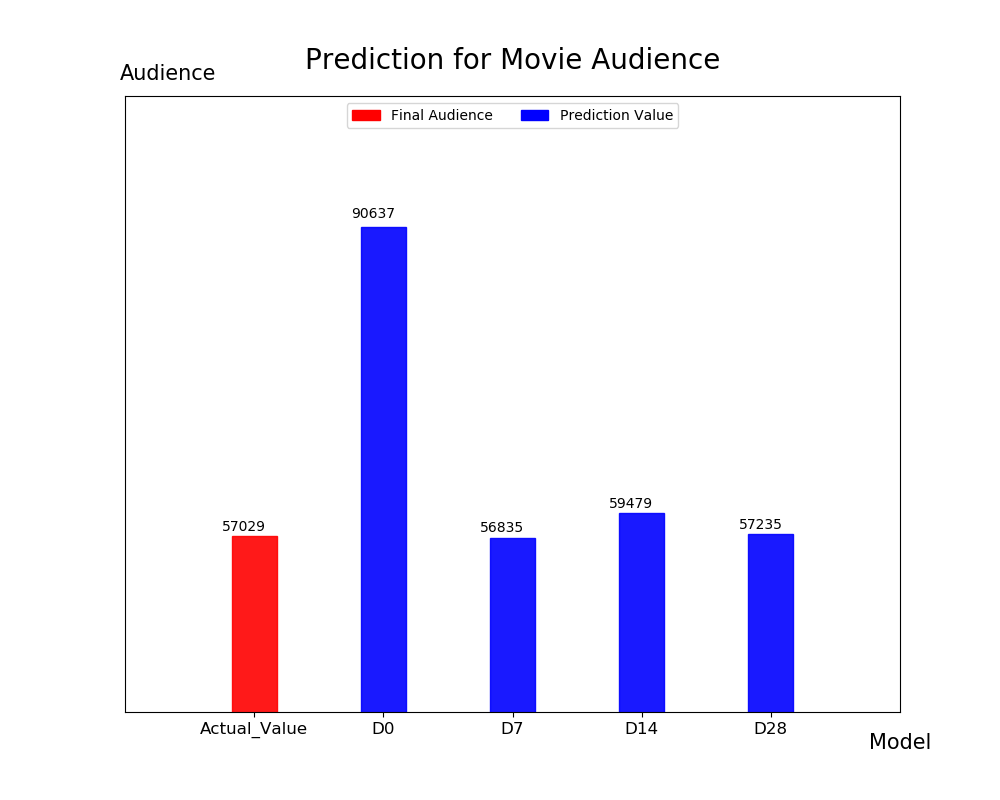 Prediction for Movie Audience
Audience
Final Audience
Prediction Value
90637
59479
57029
56835
57235
Actual_Value
D0
D7
D14
D28
Model